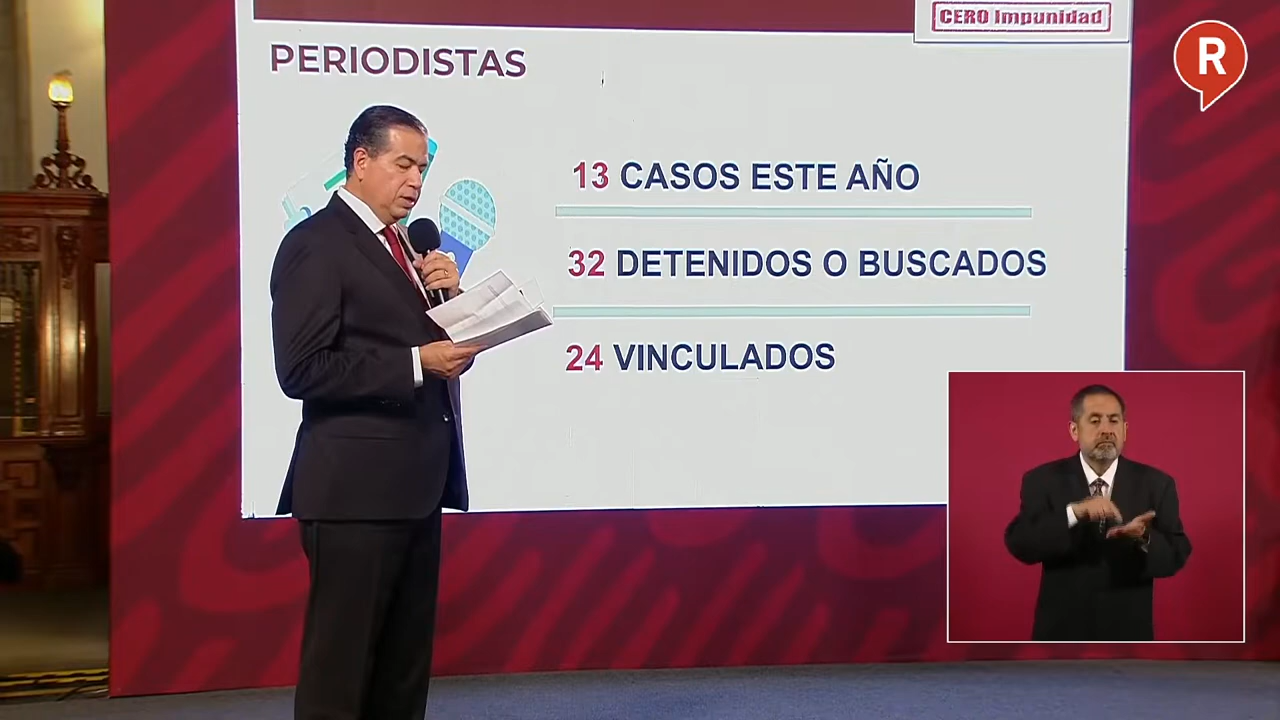 CERO Impunidad
R
PERIODISTAS
13 CASOS ESTE AÑO
32 DETENIDOS O BUSCADOS
24 VINCULADOS